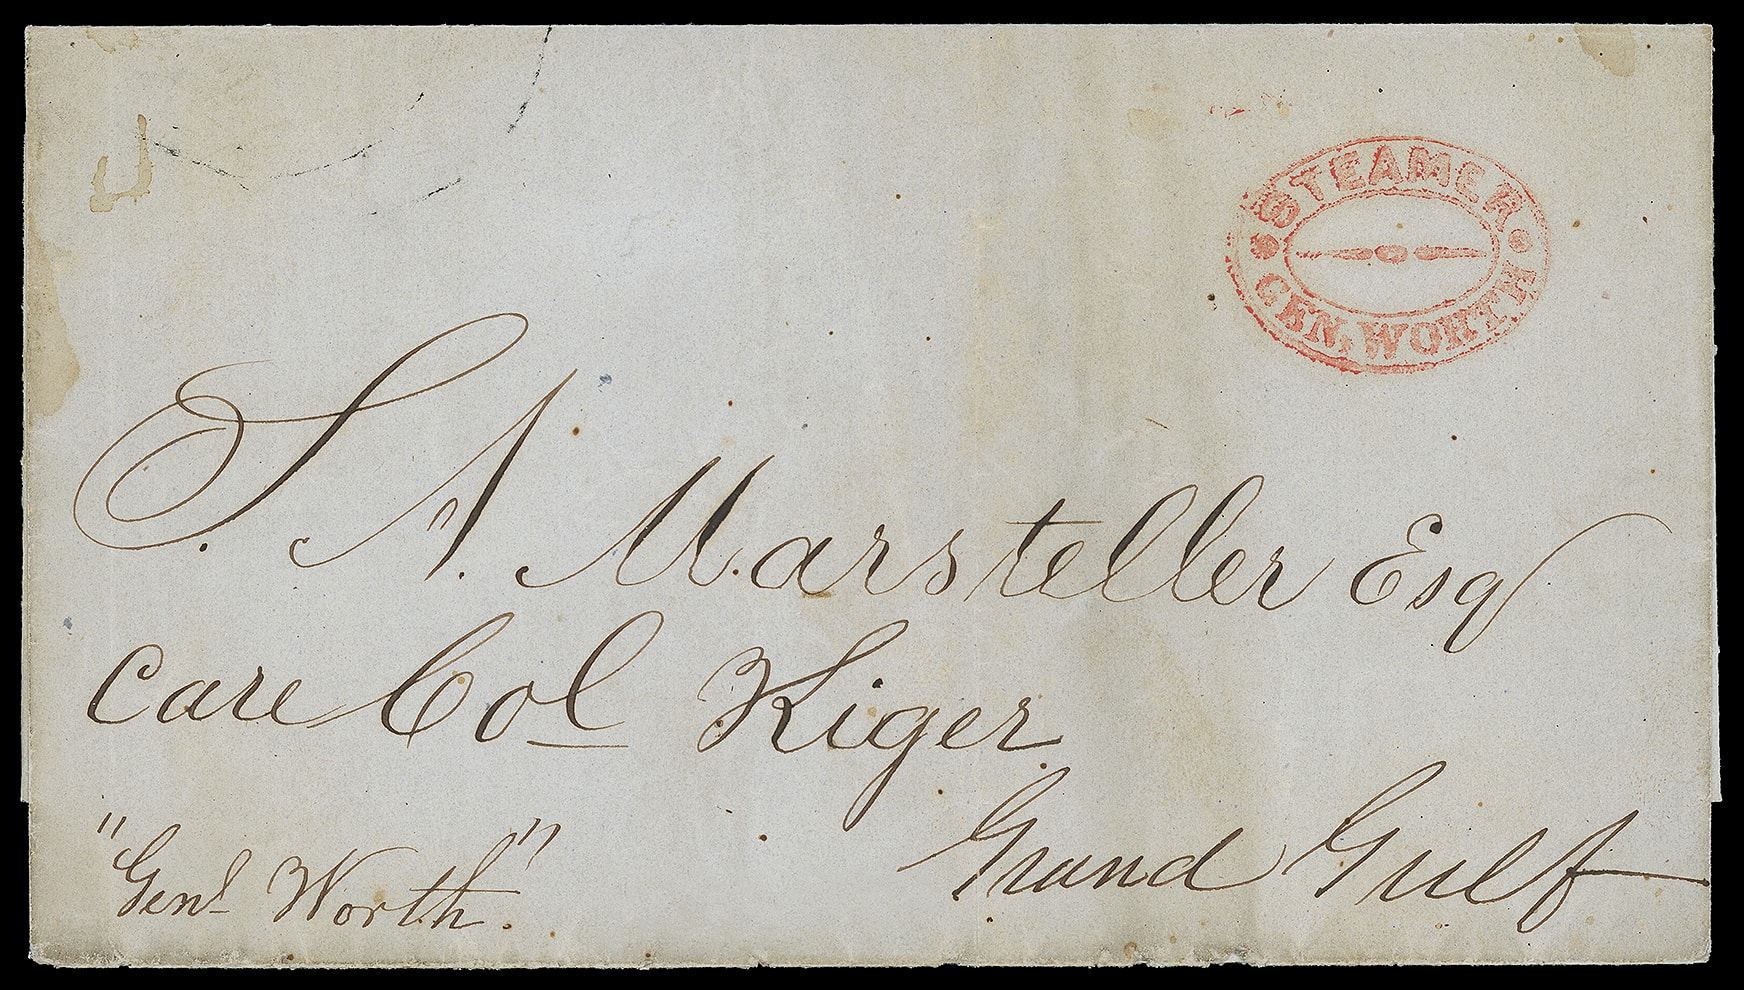 STEAMER
GEN. WORTH
S. A. Marsteller Esq
Care Col Kiger
Grand Gulf
"Genl Worth".